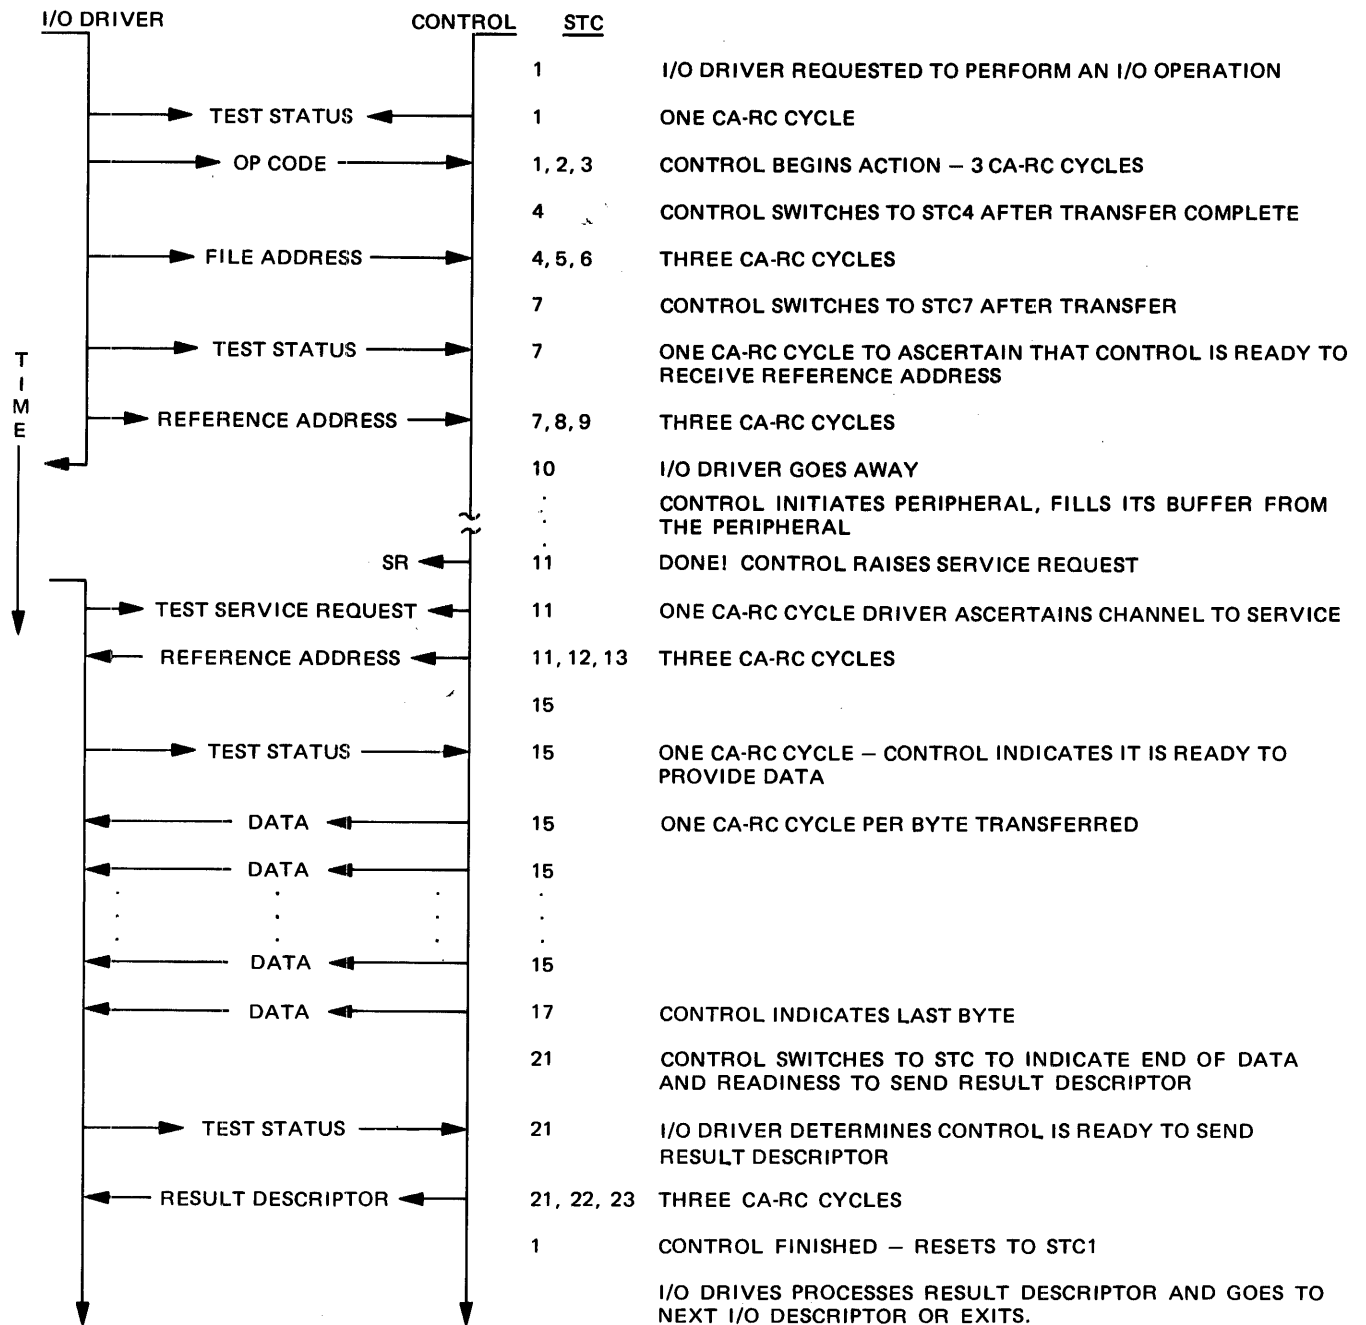 I/O DRIVER CONTROL STC
1 I/O DRIVER REQUESTED TO PERFORM AN I/O OPERATION
TEST STATUS 1 ONE CA-RC CYCLE
OP CODE 1, 2, 3 CONTROL BEGINS ACTION — 3 CA-RC CYCLES
4 CONTROL SWITCHES TO STC4 AFTER TRANSFER COMPLETE
FILE ADDRESS 4, 5, 6 THREE CA-RC CYCLES
7 CONTROL SWITCHES TO STC7 AFTER TRANSFER
TEST STATUS 7 ONE CA-RC CYCLE TO ASCERTAIN THAT CONTROL IS READY TO
RECEIVE REFERENCE ADDRESS
TIME
REFERENCE ADDRESS 7, 8, 9 THREE CA-RC CYCLES
10 I/O DRIVER GOES AWAY
CONTROL INITIATES PERIPHERAL, FILLS ITS BUFFER FROM
THE PERIPHERAL
SR 11 DONE! CONTROL RAISES SERVICE REQUEST
TEST SERVICE REQUEST 11 ONE CA-RC CYCLE DRIVER ASCERTAINS CHANNEL TO SERVICE
REFERENCE ADDRESS 11, 12, 13 THREE CA-RC CYCLES
15
TEST STATUS 15 ONE CA-RC CYCLE — CONTROL INDICATES IT IS READY TO
PROVIDE DATA
DATA 15 ONE CA-RC CYCLE PER BYTE TRANSFERRED
DATA 15
DATA 15
DATA 17 CONTROL INDICATES LAST BYTE
21 CONTROL SWITCHES TO STC TO INDICATE END OF DATA
AND READINESS TO SEND RESULT DESCRIPTOR
TEST STATUS 21 I/O DRIVER DETERMINES CONTROL IS READY TO SEND
RESULT DESCRIPTOR
RESULT DESCRIPTOR 21, 22, 23 THREE CA-RC CYCLES
1 CONTROL FINISHED — RESETS TO STC1
I/O DRIVES PROCESSES RESULT DESCRIPTOR AND GOES TO
NEXT I/O DESCRIPTOR OR EXITS.